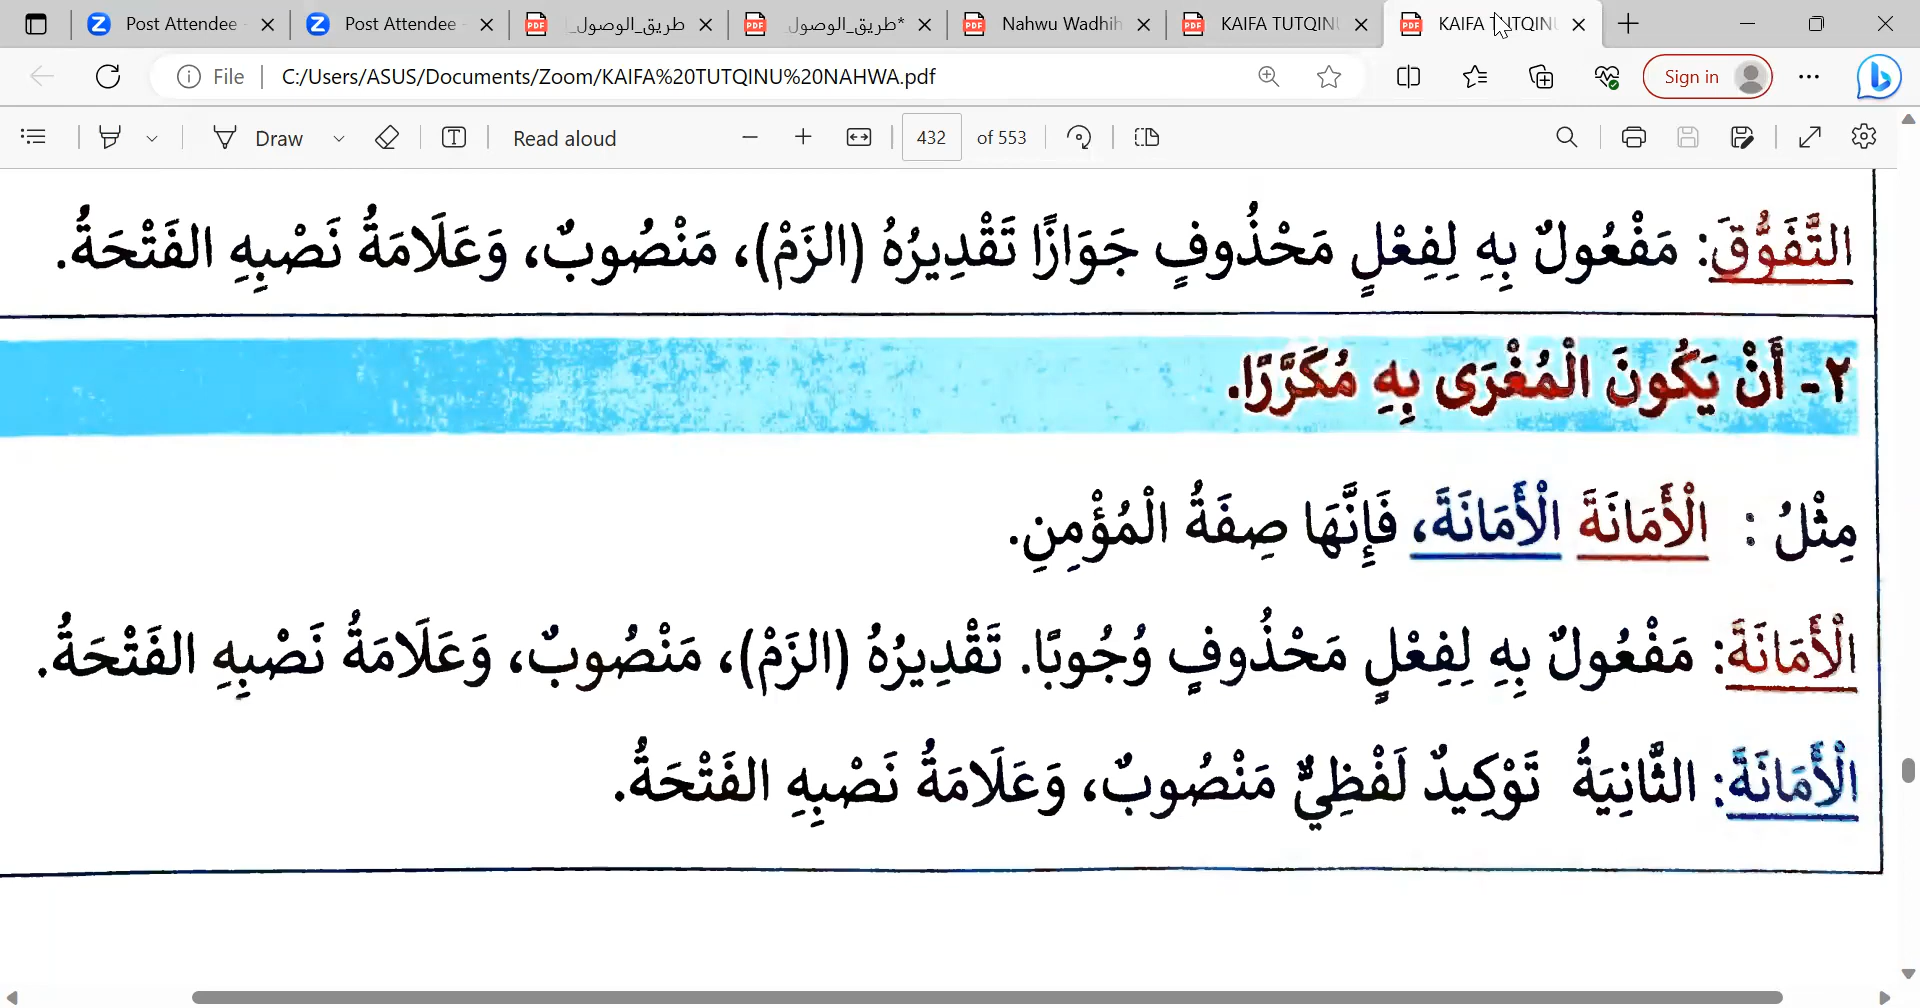 Post Attendee -
Post Attendee -
طريق_الوصول_
*طريق_الوصول_
Nahwu Wadhih
KAIFA TUTQIN
KAIFA TUTQINU
File
C:/Users/ASUS/Documents/Zoom/KAIFA%20TUTQINU%20NAHWA.pdf
Sign in
Draw
Read aloud
432 of 553
التَّفَوُّقَ: مَفْعُولٌ بِهِ لِفِعْلٍ مَحْذُوفٍ جَوَازًا تَقْدِيرُهُ (الزَمْ)، مَنْصُوبٌ، وَعَلَامَةُ نَصْبِهِ الفَتْحَةُ.
٢- أَنْ يَكُونَ الْمُغْرَى بِهِ مُكَرَّرًا.
مِثْلُ : الْأَمَانَةَ الْأَمَانَةَ، فَإِنَّهَا صِفَةُ الْمُؤْمِنِ.
الْأَمَانَةَ: مَفْعُولٌ بِهِ لِفِعْلٍ مَحْذُوفٍ وُجُوبًا. تَقْدِيرُهُ (الزَمْ)، مَنْصُوبٌ، وَعَلَامَةُ نَصْبِهِ الفَتْحَةُ.
الْأَمَانَةَ: الثَّانِيَةُ تَوْكِيدٌ لَفْظِيٌّ مَنْصُوبٌ، وَعَلَامَةُ نَصْبِهِ الفَتْحَةُ.